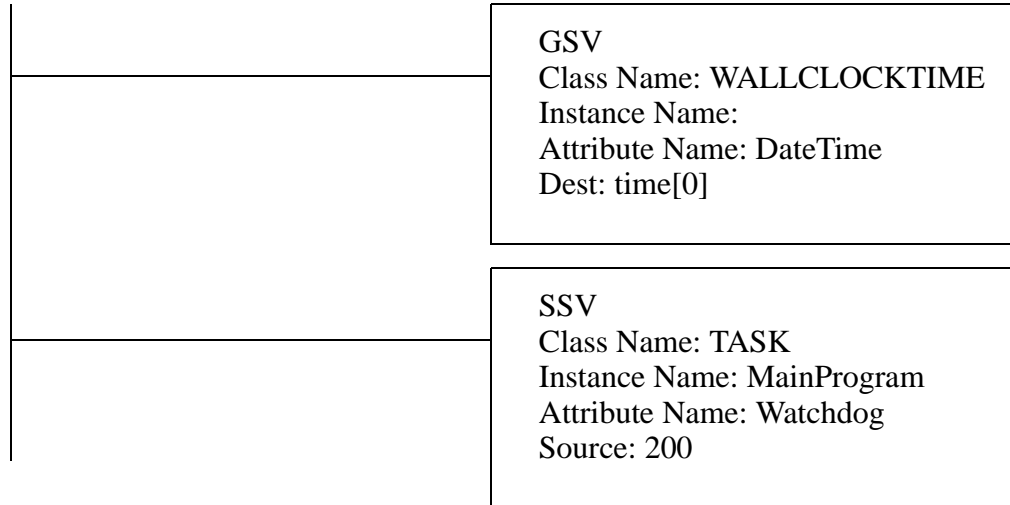 GSV
Class Name: WALLCLOCKTIME
Instance Name:
Attribute Name: DateTime
Dest: time[0]
SSV
Class Name: TASK
Instance Name: MainProgram
Attribute Name: Watchdog
Source: 200